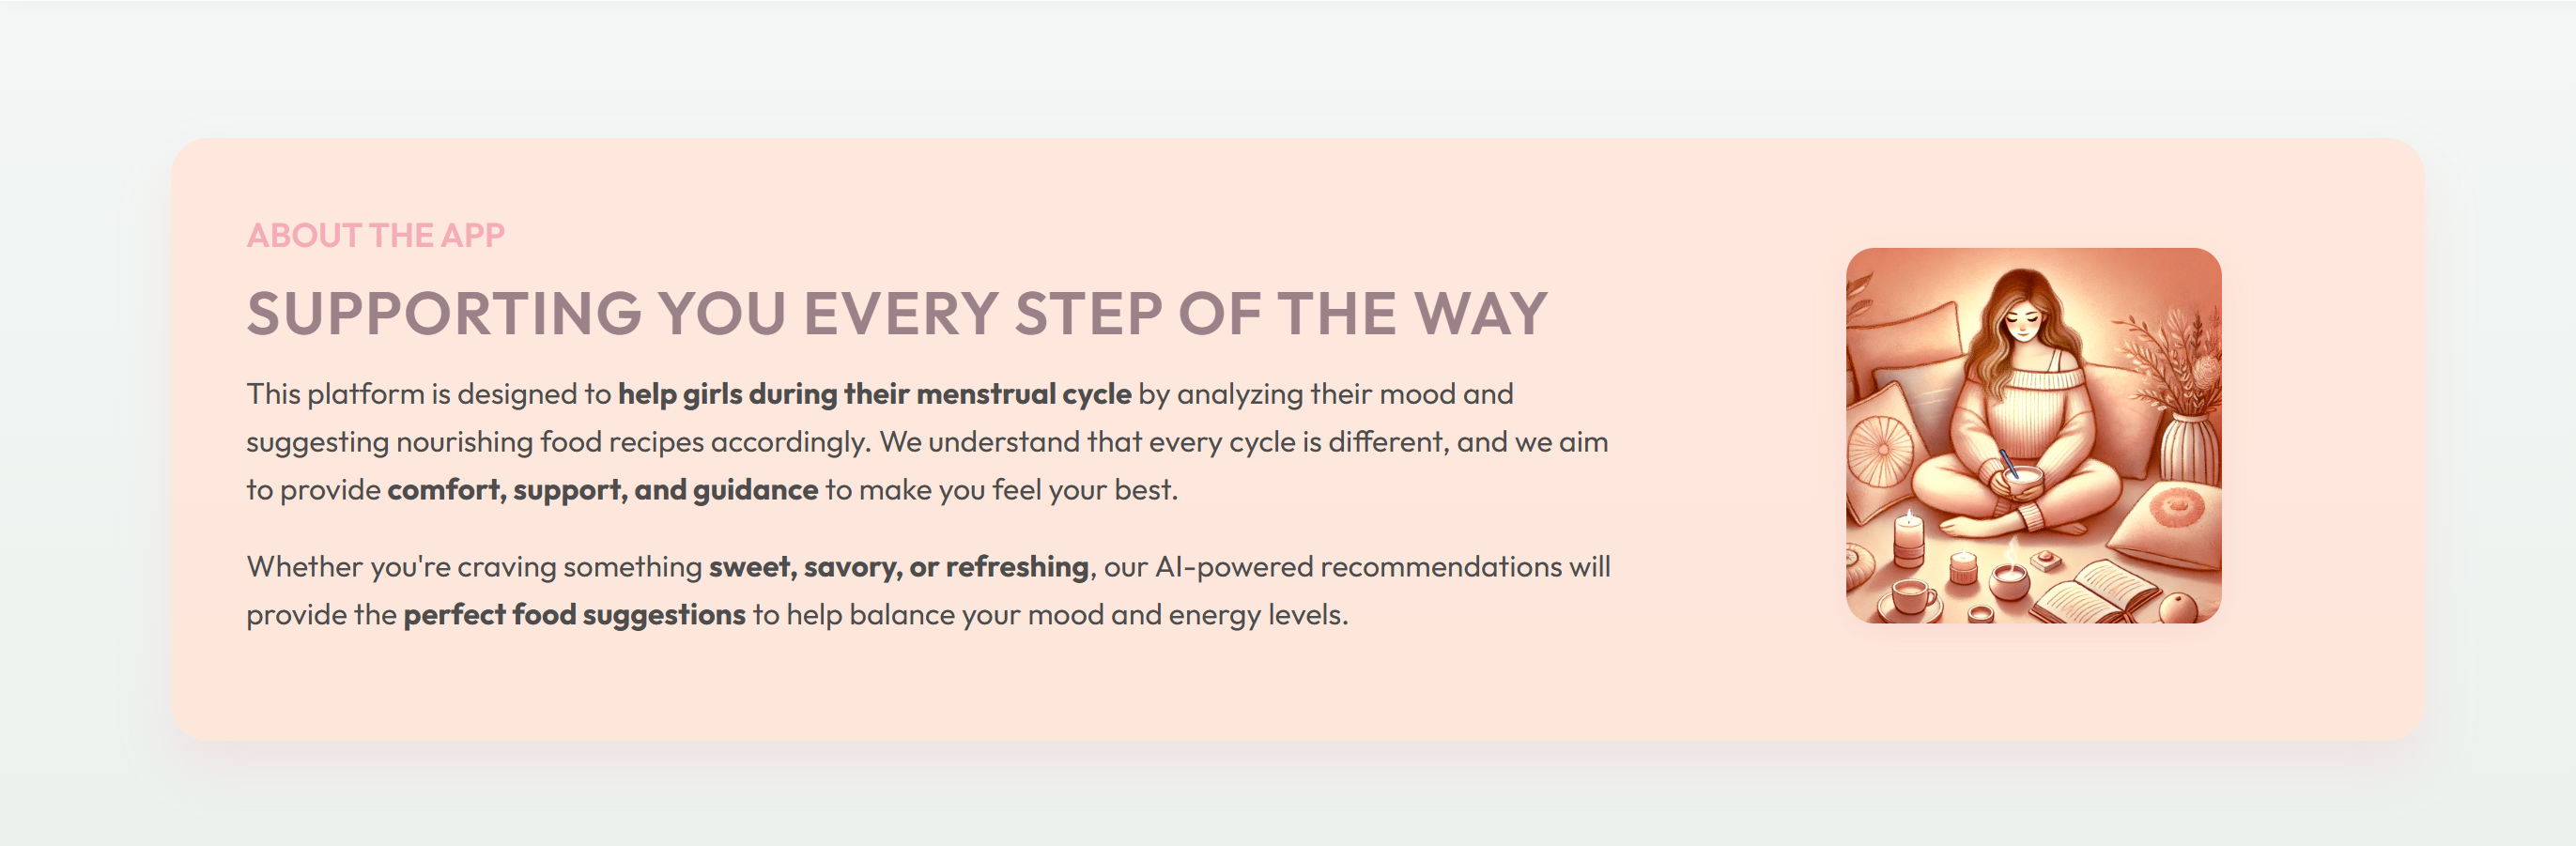 ABOUT THE APP
SUPPORTING YOU EVERY STEP OF THE WAY
This platform is designed to help girls during their menstrual cycle by analyzing their mood and
suggesting nourishing food recipes accordingly. We understand that every cycle is different, and we aim
to provide comfort, support, and guidance to make you feel your best.
Whether you're craving something sweet, savory, or refreshing, our AI-powered recommendations will
provide the perfect food suggestions to help balance your mood and energy levels.